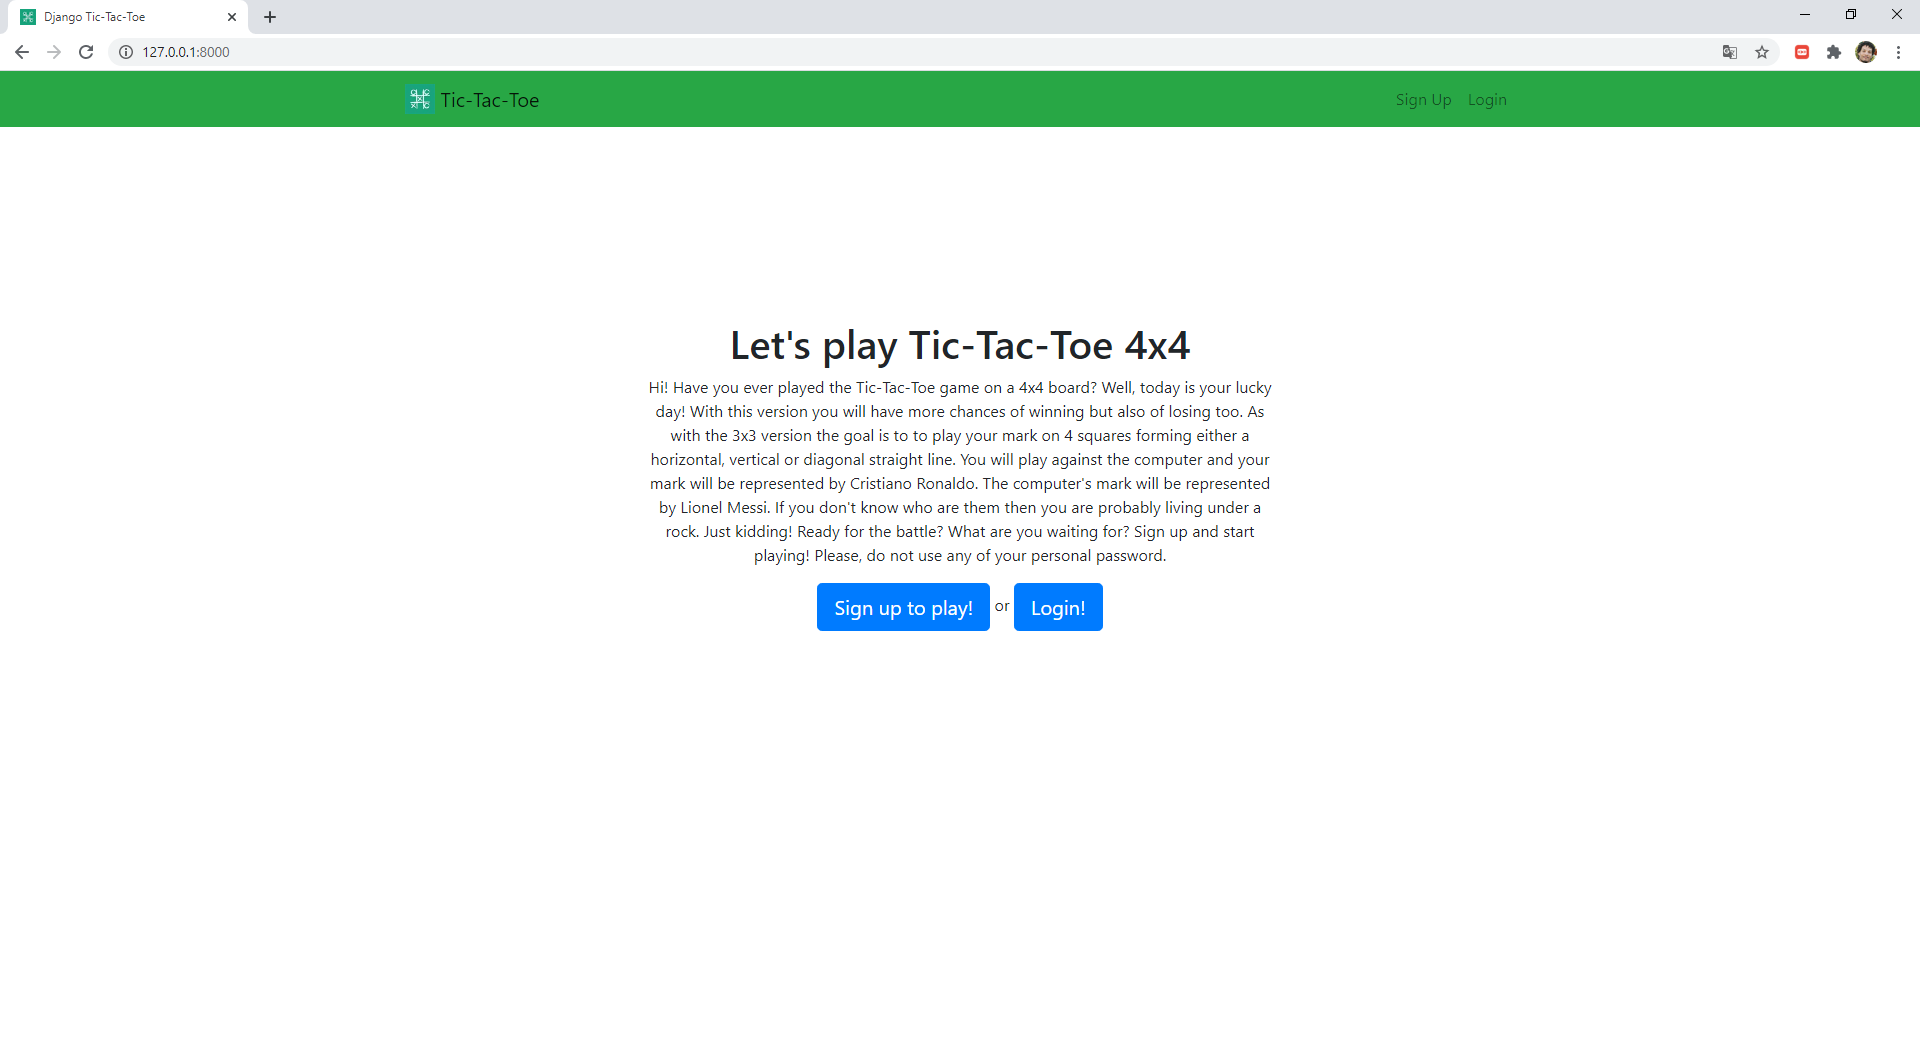 Django Tic-Tac-Toe
127.0.0.1:8000
Tic-Tac-Toe
Sign Up Login
Let's play Tic-Tac-Toe 4x4
Hi! Have you ever played the Tic-Tac-Toe game on a 4x4 board? Well, today is your lucky
day! With this version you will have more chances of winning but also of losing too. As
with the 3x3 version the goal is to to play your mark on 4 squares forming either a
horizontal, vertical or diagonal straight line. You will play against the computer and your
mark will be represented by Cristiano Ronaldo. The computer's mark will be represented
by Lionel Messi. If you don't know who are them then you are probably living under a
rock. Just kidding! Ready for the battle? What are you waiting for? Sign up and start
playing! Please, do not use any of your personal password.
Sign up to play! or Login!